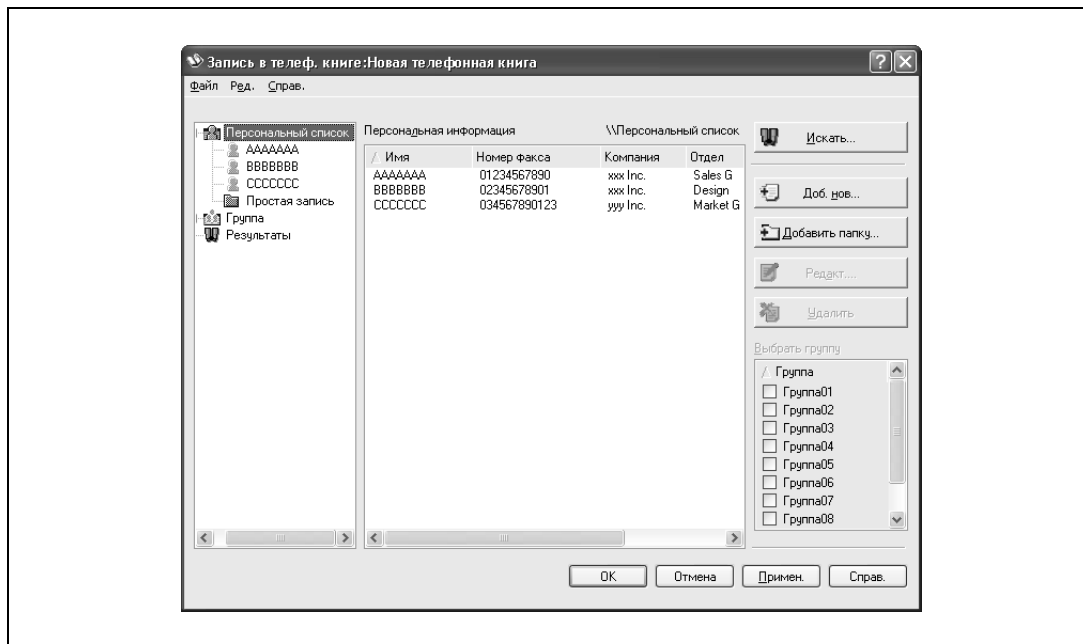 Запись в телеф. книге:Новая телефонная книга
Файл Ред. Справ.
Персональный список
AAAAAAA
BBBBBBB
CCCCCCC
Простая запись
Группа
Результаты
Персональная информация \\Персональный список
Имя Номер факса Компания Отдел
AAAAAAA 01234567890 xxx Inc. Sales G
BBBBBBB 02345678901 xxx Inc. Design
CCCCCCC 034567890123 yyy Inc. Market G
Искать...
Доб. нов...
Добавить папку...
Редакт....
Удалить
Выбрать группу
Группа
Группа01
Группа02
Группа03
Группа04
Группа05
Группа06
Группа07
Группа08
OK Отмена Примен. Справ.